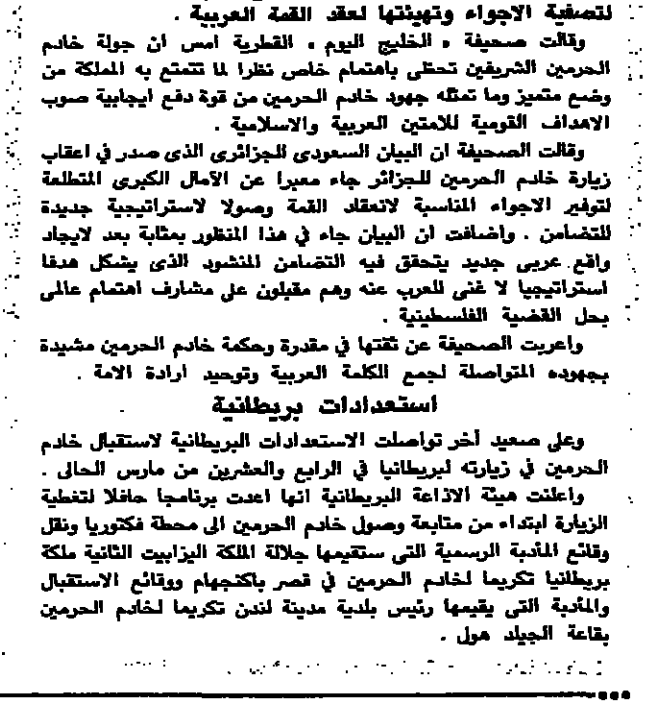 لتصفية الاجواء وتهيئتها لعقد القمة العربية .
وقالت صحيفة « الخليج اليوم » القطرية امس ان جولة خادم
الحرمين الشريفين تحظى باهتمام خاص نظرا لما تتمتع به المملكة من
وضع متميز وما تمثله جهود خادم الحرمين من قوة دفع ايجابية صوب
الاهداف القومية للامتين العربية والاسلامية .
وقالت الصحيفة ان البيان السعودى الجزائرى الذى صدر في اعقاب
زيارة خادم الحرمين للجزائر جاء معبرا عن الآمال الكبرى المتطلعة
لتوفير الاجواء المناسبة لانعقاد القمة وصولا لاستراتيجية جديدة
للتضامن . واضافت ان البيان جاء في هذا المنظور بمثابة بعد لايجاد
واقع عربى جديد يتحقق فيه التضامن المنشود الذى يشكل هدفا
استراتيجيا لا غنى للعرب عنه وهم مقبلون على مشارف اهتمام عالمى
بحل القضية الفلسطينية .
واعربت الصحيفة عن ثقتها في مقدرة وحكمة خادم الحرمين مشيدة
بجهوده المتواصلة لجمع الكلمة العربية وتوحيد ارادة الامة .
استعدادات بريطانية
وعلى صعيد آخر تواصلت الاستعدادات البريطانية لاستقبال خادم
الحرمين في زيارته لبريطانيا في الرابع والعشرين من مارس الحالى .
واعلنت هيئة الاذاعة البريطانية انها اعدت برنامجا حافلا لتغطية
الزيارة ابتداء من متابعة وصول خادم الحرمين الى محطة فكتوريا ونقل
وقائع المأدبة الرسمية التى ستقيمها جلالة الملكة اليزابيت الثانية ملكة
بريطانيا تكريما لخادم الحرمين في قصر باكنجهام ووقائع الاستقبال
والمأدبة التى يقيمها رئيس بلدية مدينة لندن تكريما لخادم الحرمين
بقاعة الجيلد هول .